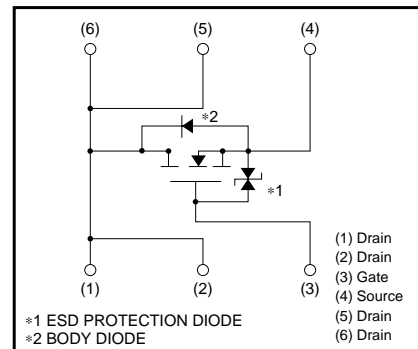 (6) (5) (4)
∗2
∗1
(1) (2) (3)
(1) Drain
(2) Drain
(3) Gate
(4) Source
(5) Drain
(6) Drain
∗1 ESD PROTECTION DIODE
∗2 BODY DIODE